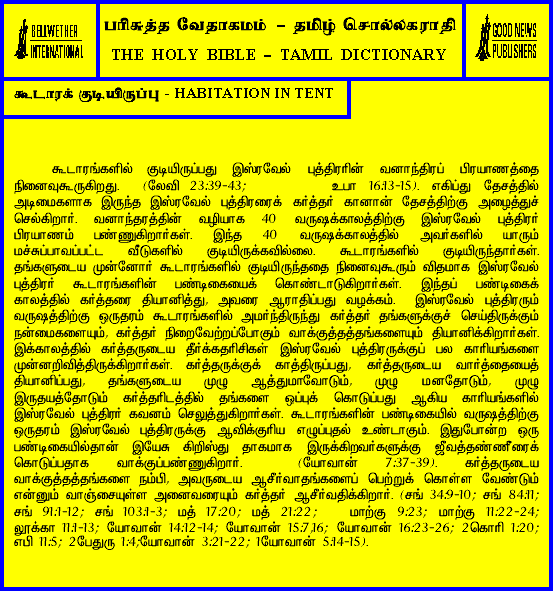 BELLWETHER
INTERNATIONAL
பரிசுத்த வேதாகமம் - தமிழ் சொல்லகராதி
THE HOLY BIBLE - TAMIL DICTIONARY
GOOD NEWS
PUBLISHERS
கூடாரக் குடியிருப்பு - HABITATION IN TENT
கூடாரங்களில் குடியிருப்பது இஸ்ரவேல் புத்திரரின் வனாந்திரப் பிரயாணத்தை
நினைவுகூருகிறது. (லேவி 23:39-43; உபா 16:13-15). எகிப்து தேசத்தில்
அடிமைகளாக இருந்த இஸ்ரவேல் புத்திரரைக் கர்த்தர் கானான் தேசத்திற்கு அழைத்துச்
செல்கிறார். வனாந்தரத்தின் வழியாக 40 வருஷக்காலத்திற்கு இஸ்ரவேல் புத்திரர்
பிரயாணம் பண்ணுகிறார்கள். இந்த 40 வருஷக்காலத்தில் அவர்களில் யாரும்
மச்சுப்பாவப்பட்ட வீடுகளில் குடியிருக்கவில்லை. கூடாரங்களில் குடியிருந்தார்கள்.
தங்களுடைய முன்னோர் கூடாரங்களில் குடியிருந்ததை நினைவுகூரும் விதமாக இஸ்ரவேல்
புத்திரர் கூடாரங்களின் பண்டிகையைக் கொண்டாடுகிறார்கள். இந்தப் பண்டிகைக்
காலத்தில் கர்த்தரை தியானித்து, அவரை ஆராதிப்பது வழக்கம். இஸ்ரவேல் புத்திரரும்
வருஷத்திற்கு ஒருதரம் கூடாரங்களில் அமர்ந்திருந்து கர்த்தர் தங்களுக்குச் செய்திருக்கும்
நன்மைகளையும், கர்த்தர் நிறைவேற்றப்போகும் வாக்குத்தத்தங்களையும் தியானிக்கிறார்கள்.
இக்காலத்தில் கர்த்தருடைய தீர்க்கதரிசிகள் இஸ்ரவேல் புத்திரருக்குப் பல காரியங்களை
முன்னறிவித்திருக்கிறார்கள். கர்த்தருக்குக் காத்திருப்பது, கர்த்தருடைய வார்த்தையைத்
தியானிப்பது, தங்களுடைய முழு ஆத்துமாவோடும், முழு மனதோடும், முழு
இருதயத்தோடும் கர்த்தரிடத்தில் தங்களை ஒப்புக் கொடுப்பது ஆகிய காரியங்களில்
இஸ்ரவேல் புத்திரர் கவனம் செலுத்துகிறார்கள். கூடாரங்களின் பண்டிகையில் வருஷத்திற்கு
ஒருதரம் இஸ்ரவேல் புத்திரருக்கு ஆவிக்குரிய எழுப்புதல் உண்டாகும். இதுபோன்ற ஒரு
பண்டிகையில்தான் இயேசு கிறிஸ்து தாகமாக இருக்கிறவர்களுக்கு ஜீவத்தண்ணீரைக்
கொடுப்பதாக வாக்குப்பண்ணுகிறார். (யோவான் 7:37-39). கர்த்தருடைய
வாக்குத்தத்தங்களை நம்பி, அவருடைய ஆசீர்வாதங்களைப் பெற்றுக் கொள்ள வேண்டும்
என்னும் வாஞ்சையுள்ள அனைவரையும் கர்த்தர் ஆசீர்வதிக்கிறார். (சங் 34:9-10; சங் 84:11;
சங் 91:1-12; சங் 103:1-3; மத் 17:20; மத் 21:22; மாற்கு 9:23; மாற்கு 11:22-24;
லூக்கா 11:1-13; யோவான் 14:12-14; யோவான் 15:7,16; யோவான் 16:23-26; 2கொரி 1:20;
எபி 11:5; 2பேதுரு 1:4;யோவான் 3:21-22; 1யோவான் 5:14-15).